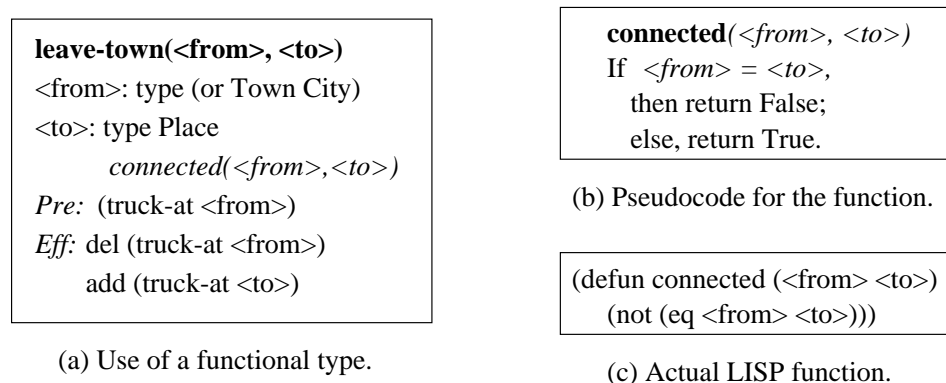 leave-town(<from>, <to>)
<from>: type (or Town City)
<to>: type Place
connected(<from>,<to>)
Pre: (truck-at <from>)
Eff: del (truck-at <from>)
add (truck-at <to>)
(a) Use of a functional type.
connected(<from>, <to>)
If <from> = <to>,
then return False;
else, return True.
(b) Pseudocode for the function.
(defun connected (<from> <to>)
(not (eq <from> <to>)))
(c) Actual LISP function.